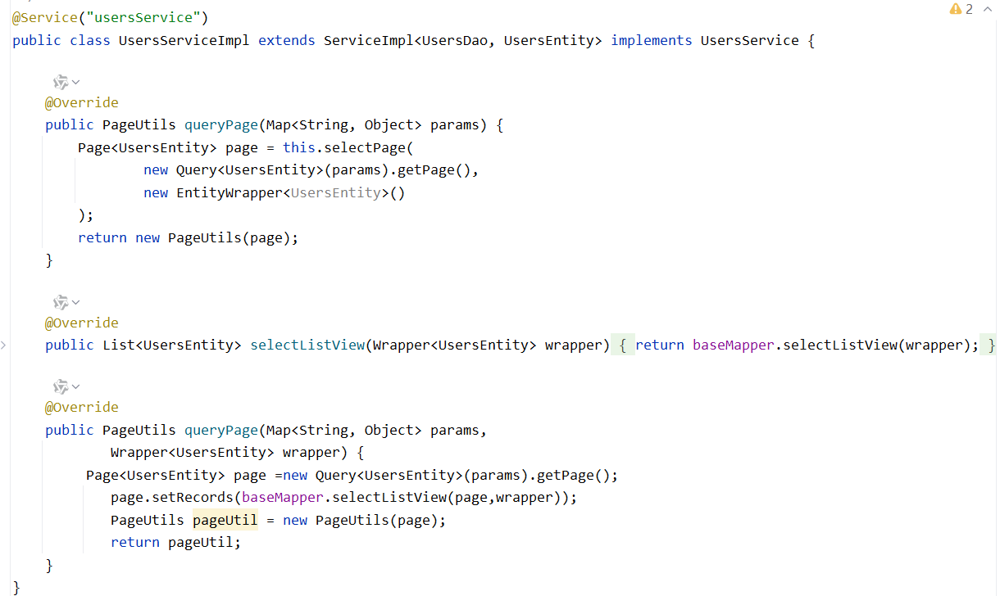 @Service("usersService")
2
public class UsersServiceImpl extends ServiceImpl<UsersDao, UsersEntity> implements UsersService {
@Override
public PageUtils queryPage(Map<String, Object> params) {
Page<UsersEntity> page = this.selectPage(
new Query<UsersEntity>(params).getPage(),
new EntityWrapper<UsersEntity>()
);
return new PageUtils(page);
}
@Override
public List<UsersEntity> selectListView(Wrapper<UsersEntity> wrapper) { return baseMapper.selectListView(wrapper); }
@Override
public PageUtils queryPage(Map<String, Object> params,
Wrapper<UsersEntity> wrapper) {
Page<UsersEntity> page =new Query<UsersEntity>(params).getPage();
page.setRecords(baseMapper.selectListView(page,wrapper));
PageUtils pageUtil = new PageUtils(page);
return pageUtil;
}
}